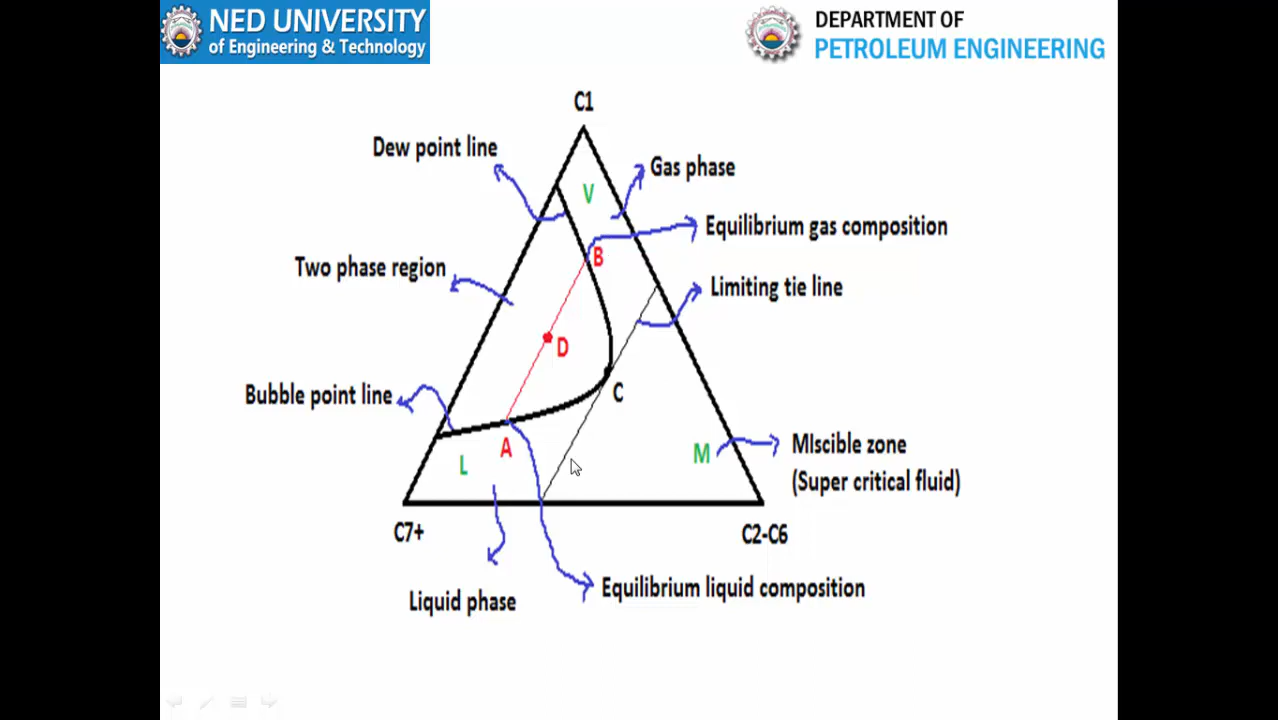 NED UNIVERSITY
of Engineering & Technology
DEPARTMENT OF
PETROLEUM ENGINEERING
C1
Dew point line
Gas phase
V
Equilibrium gas composition
B
Two phase region
Limiting tie line
D
Bubble point line
C
A
L
M
MIscible zone
(Super critical fluid)
C7+
C2-C6
Equilibrium liquid composition
Liquid phase